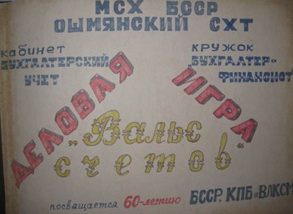 МСХ БССР
ОШМЯНСКИЙ СХТ
кабинет
БУХГАЛТЕРСКИЙ
УЧЕТ
кружок
„БУХГАЛТЕР-
ФИНАНСИСТ
ДЕЛОВАЯ
ИГРА
„Вальс
счетов"
посвящается 60-летию БССР, КПБ и ВЛКСМ